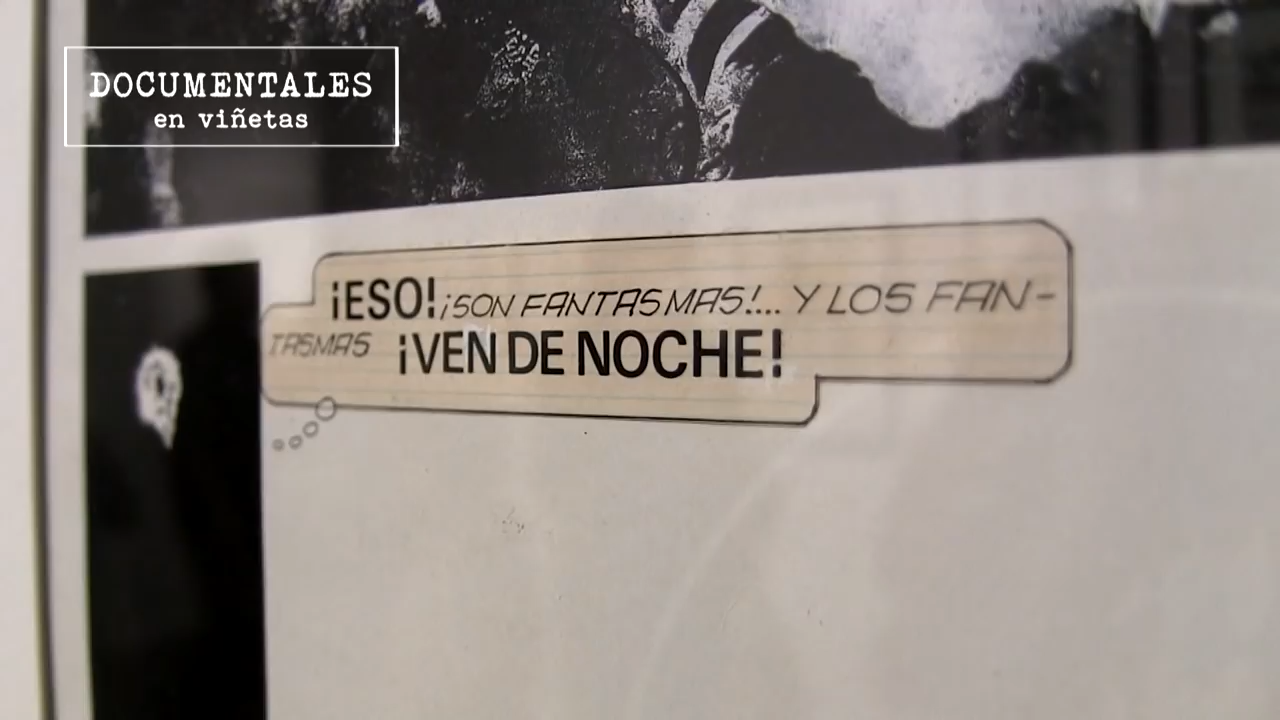 DOCUMENTALES
en viñetas
¡ESO! ¡SON FANTASMAS!... Y LOS FAN-
TASMAS ¡VEN DE NOCHE!